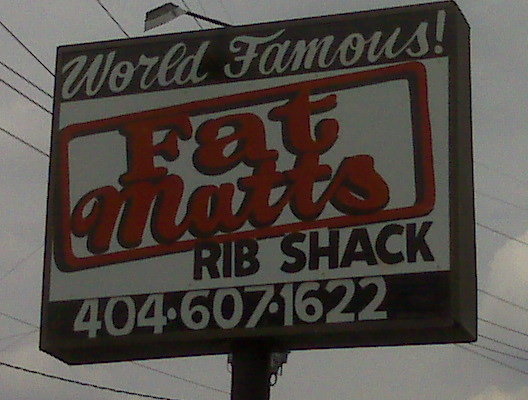 World Famous!
Fat
Matts
RIB SHACK
404·607·1622